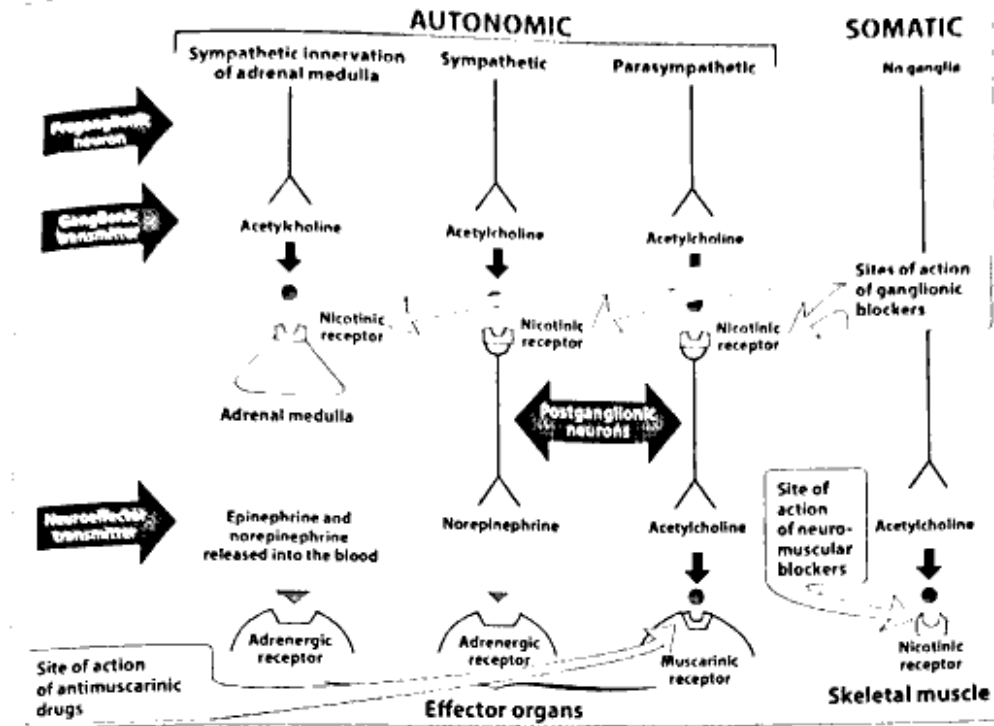 AUTONOMIC
SOMATIC
Sympathetic innervation
of adrenal medulla
Sympathetic
Parasympathetic
No ganglia
Preganglionic
neuron
Ganglionic
transmitter
Acetylcholine
Acetylcholine
Acetylcholine
Sites of action
of ganglionic
blockers
Nicotinic
receptor
Nicotinic
receptor
Nicotinic
receptor
Adrenal medulla
Postganglionic
neurons
Neuroeffector
transmitter
Epinephrine and
norepinephrine
released into the blood
Norepinephrine
Acetylcholine
Site of
action
of neuro-
muscular
blockers
Acetylcholine
Adrenergic
receptor
Adrenergic
receptor
Muscarinic
receptor
Nicotinic
receptor
Site of action
of antimuscarinic
drugs
Effector organs
Skeletal muscle